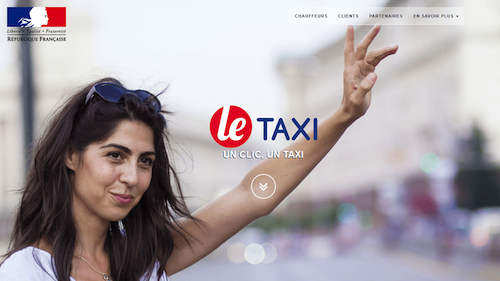 Liberté • Égalité • Fraternité
RÉPUBLIQUE FRANÇAISE
CHAUFFEURS CLIENTS PARTENAIRES EN SAVOIR PLUS
le TAXI
UN CLIC, UN TAXI